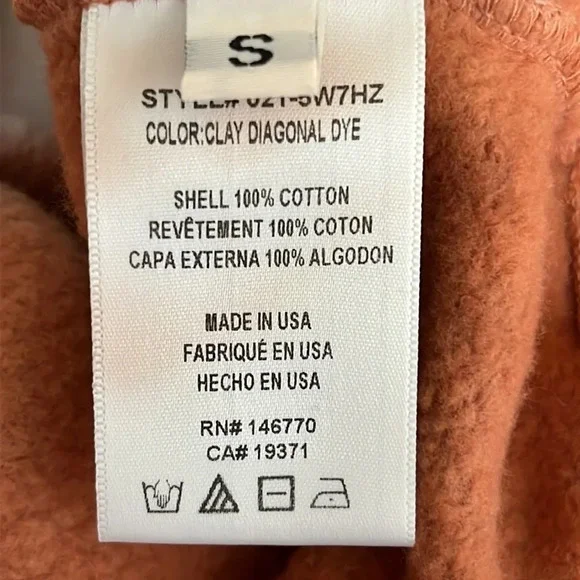 S
COLOR:CLAY DIAGONAL DYE
SHELL 100% COTTON
REVÊTEMENT 100% COTON
CAPA EXTERNA 100% ALGODON
MADE IN USA
FABRIQUÉ EN USA
HECHO EN USA
RN# 146770
CA# 19371